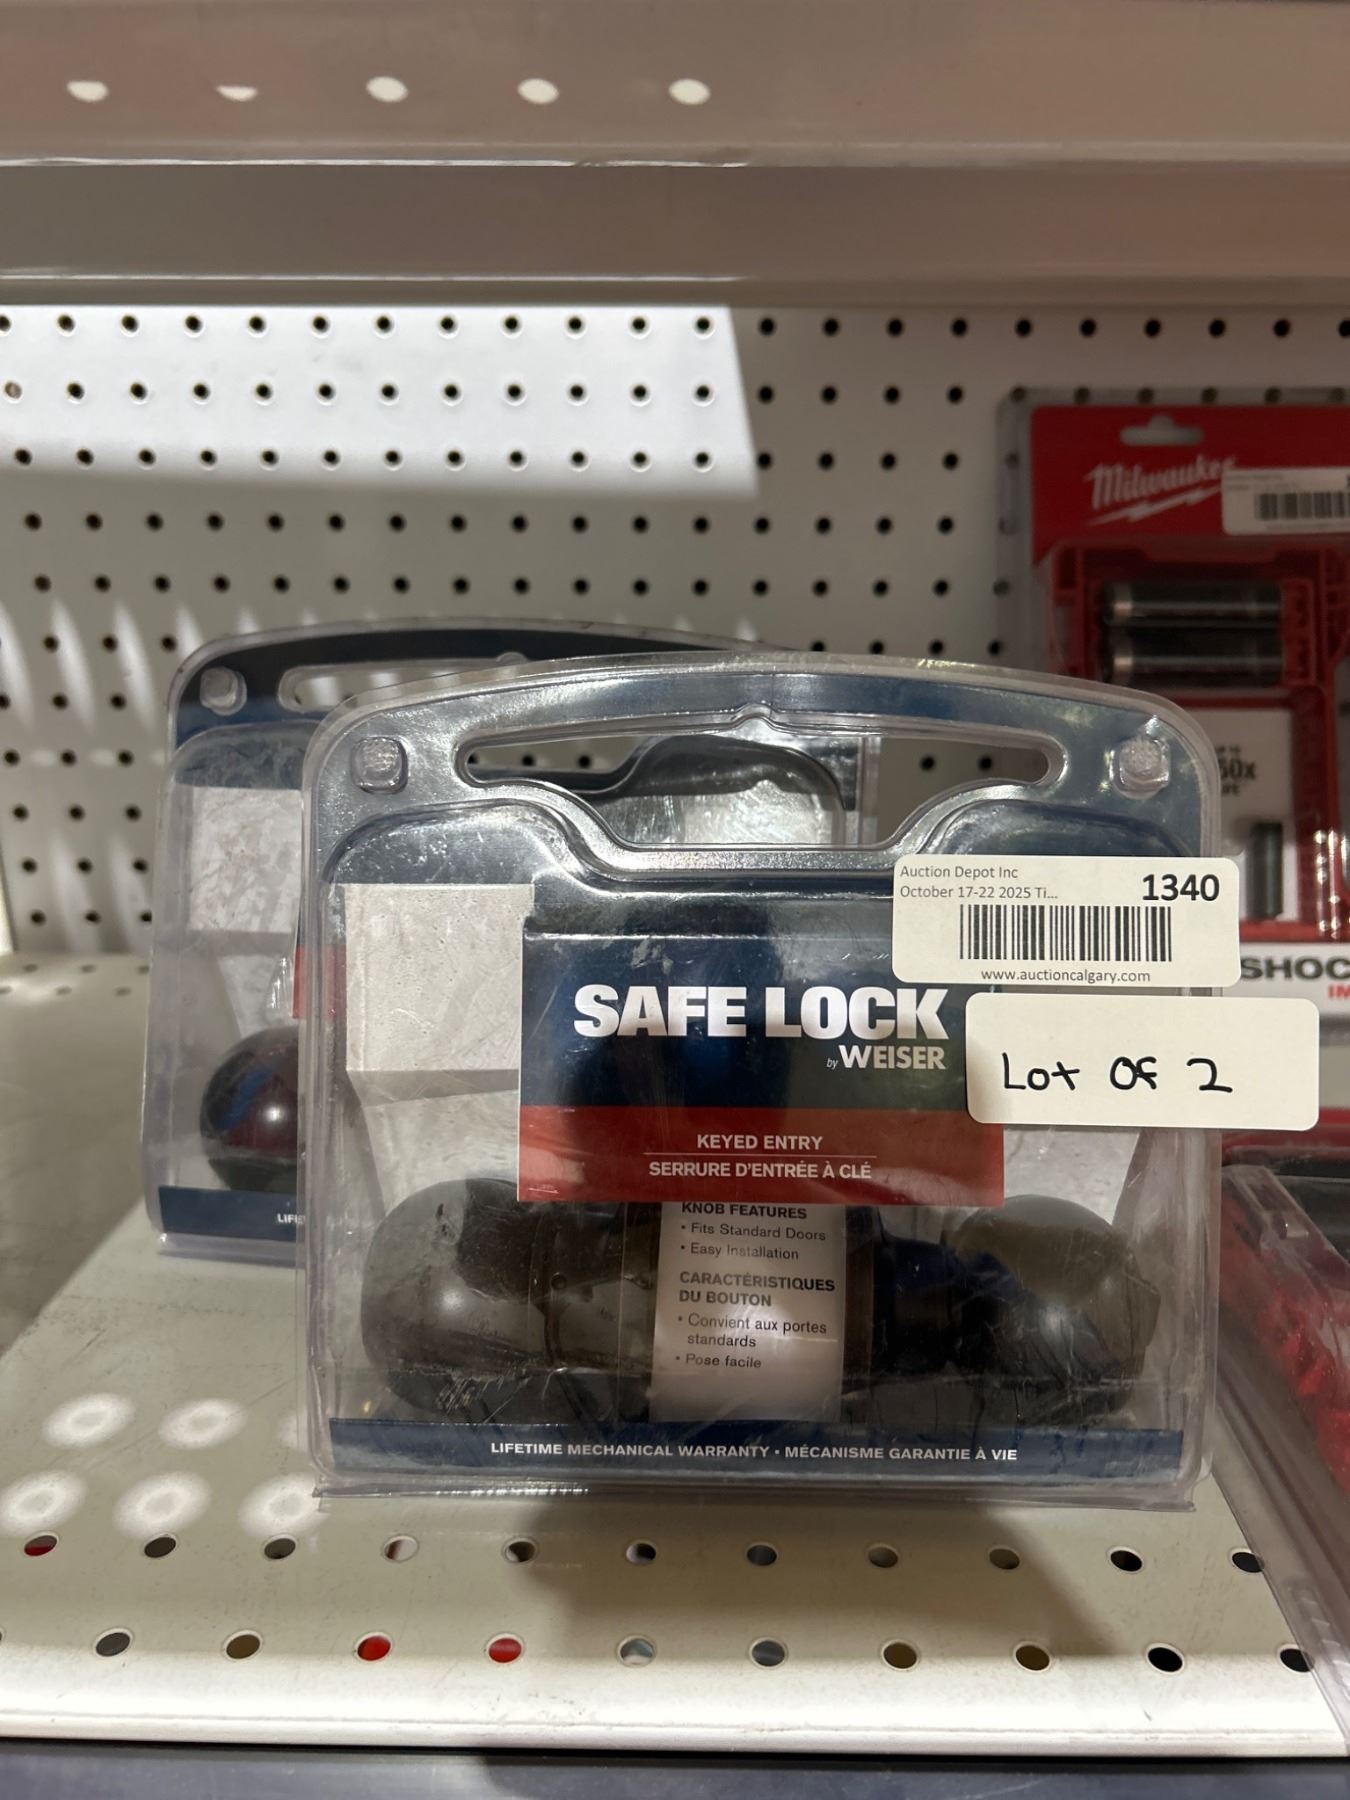 Milwaukee
Auction Depot Inc
October 17-22 2025 Ti...
1340
www.auctioncalgary.com
Lot Of 2
SAFE LOCK
by WEISER
KEYED ENTRY
SERRURE D'ENTRÉE À CLÉ
KNOB FEATURES
• Fits Standard Doors
• Easy Installation
CARACTÉRISTIQUES
DU BOUTON
• Convient aux portes
standards
• Pose facile
LIFETIME MECHANICAL WARRANTY • MÉCANISME GARANTIE À VIE
LIFE
SHOC
IM